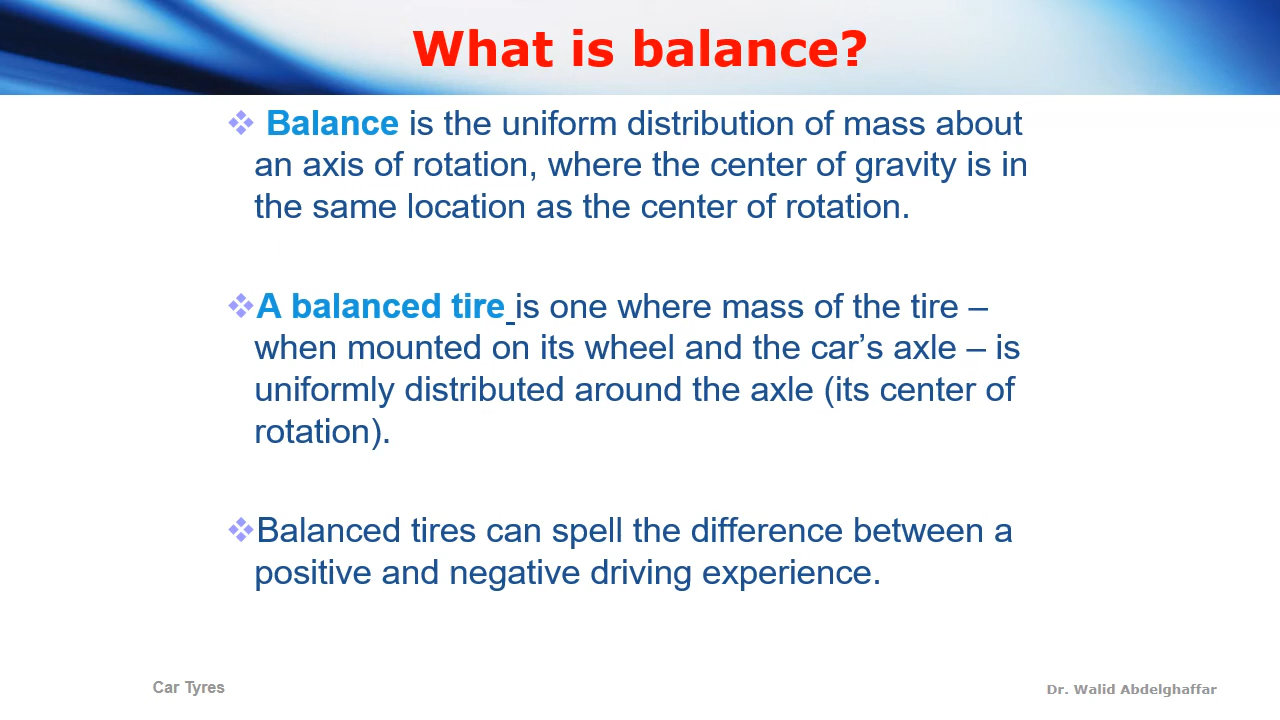 What is balance?
❖ Balance is the uniform distribution of mass about
an axis of rotation, where the center of gravity is in
the same location as the center of rotation.
❖A balanced tire is one where mass of the tire –
when mounted on its wheel and the car’s axle – is
uniformly distributed around the axle (its center of
rotation).
❖Balanced tires can spell the difference between a
positive and negative driving experience.
Car Tyres
Dr. Walid Abdelghaffar